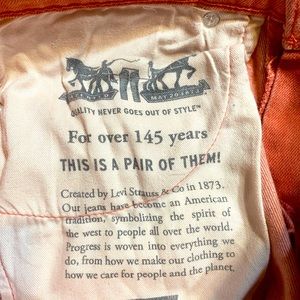 MAY 20 1873
QUALITY NEVER GOES OUT OF STYLE™
For over 145 years
THIS IS A PAIR OF THEM!
Created by Levi Strauss & Co in 1873.
Our jeans have become an American
tradition, symbolizing the spirit of
the west to people all over the world.
Progress is woven into everything we
do, from how we make our clothing to
how we care for people and the planet.